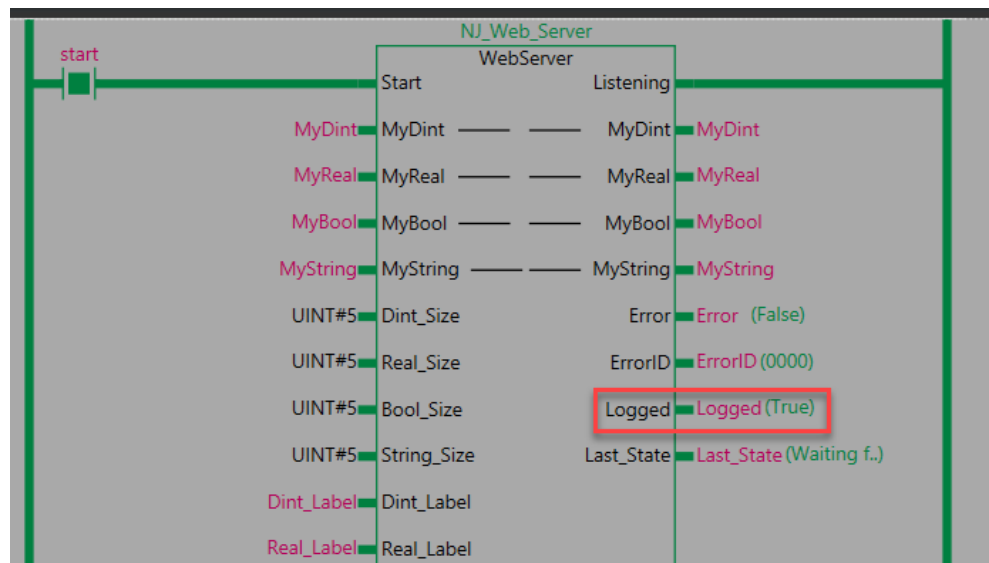 NJ_Web_Server
start
WebServer
Start Listening
MyDint MyDint MyDint MyDint
MyReal MyReal MyReal MyReal
MyBool MyBool MyBool MyBool
MyString MyString MyString MyString
UINT#5 Dint_Size Error Error (False)
UINT#5 Real_Size ErrorID ErrorID (0000)
UINT#5 Bool_Size Logged Logged (True)
UINT#5 String_Size Last_State Last_State (Waiting f..)
Dint_Label Dint_Label
Real_Label Real_Label